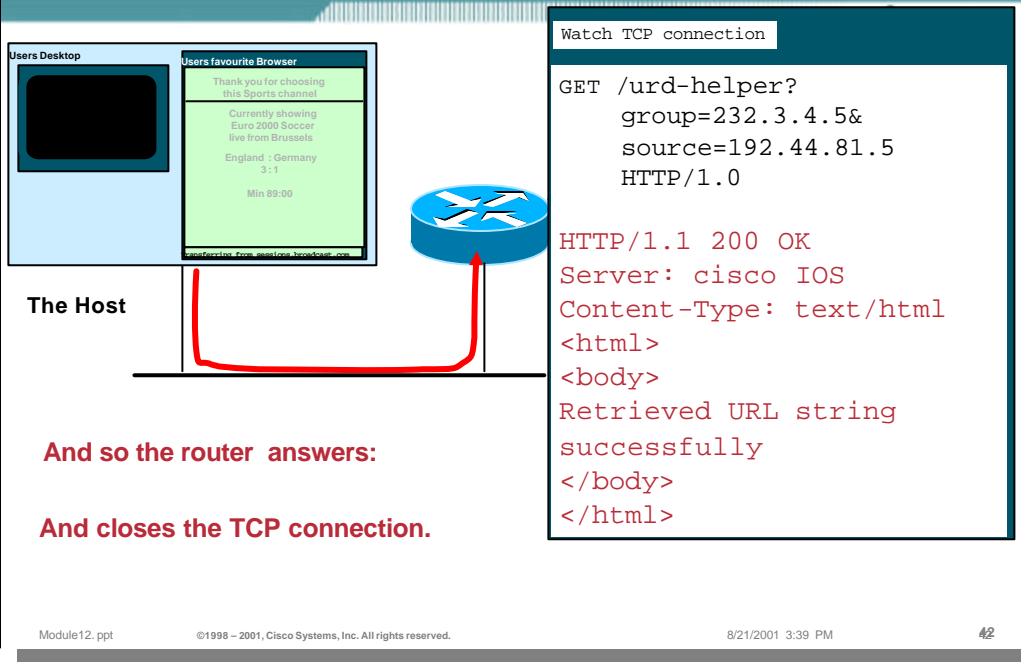 Users Desktop
Users favourite Browser
Thank you for choosing
this Sports channel
Currently showing
Euro 2000 Soccer
live from Brussels
England : Germany
3 : 1
Min 89:00
ransferring from sessions.broadcast.com
The Host
And so the router answers:
And closes the TCP connection.
Watch TCP connection
GET /urd-helper?
group=232.3.4.5&
source=192.44.81.5
HTTP/1.0
HTTP/1.1 200 OK
Server: cisco IOS
Content-Type: text/html
<html>
<body>
Retrieved URL string
successfully
</body>
</html>
Module12.ppt
©1998 – 2001, Cisco Systems, Inc. All rights reserved.
8/21/2001 3:39 PM
42